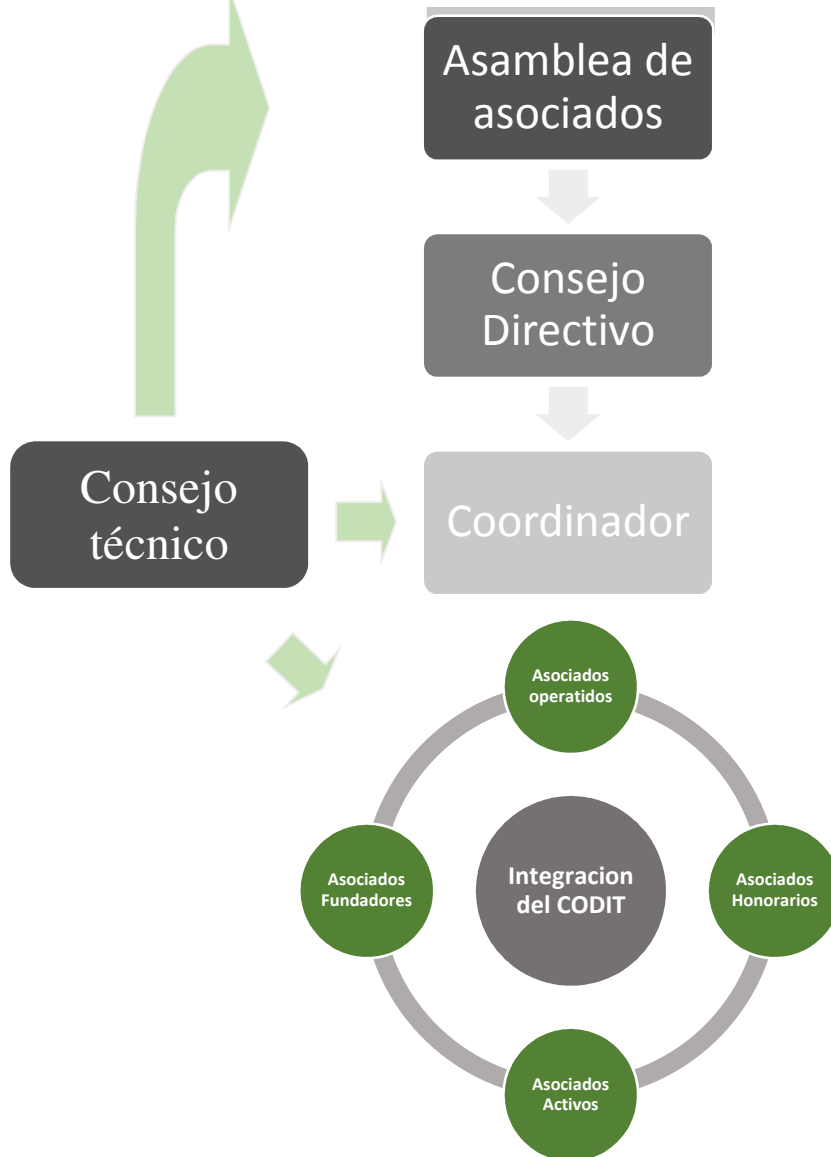 Asamblea de
asociados
Consejo
Directivo
Consejo
técnico
Coordinador
Asociados
operatidos
Asociados
Fundadores
Integracion
del CODIT
Asociados
Honorarios
Asociados
Activos